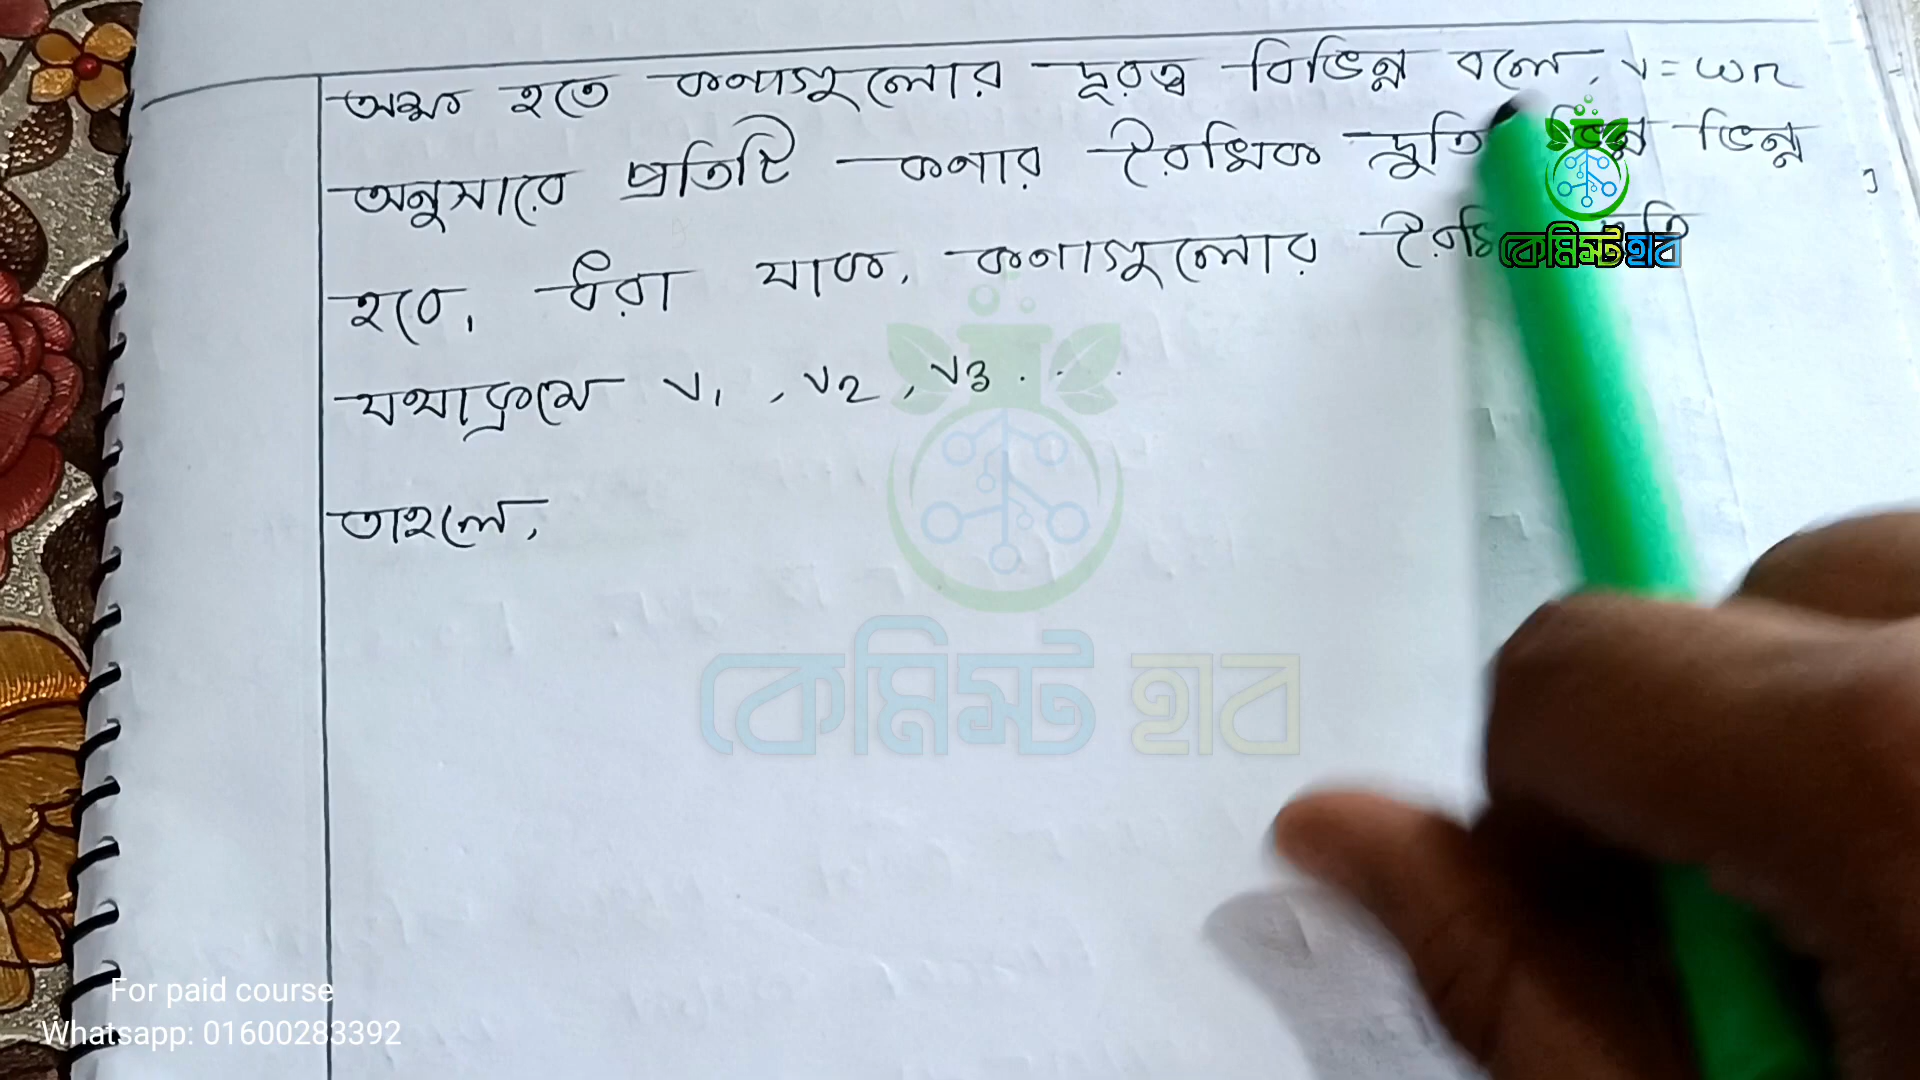 অক্ষ হতে কণাগুলোর দূরত্ব বিভিন্ন বলে, v = ωr
অনুসারে প্রতিটি কণার রৈখিক দ্রুতি ভিন্ন ভিন্ন
হবে। ধরা যাক, কণাগুলোর
যথাক্রমে v1, v2, v3 . . . .
তাহলে,
কেমিস্ট হাব
কেমিস্ট হাব
For paid course
Whatsapp: 01600283392